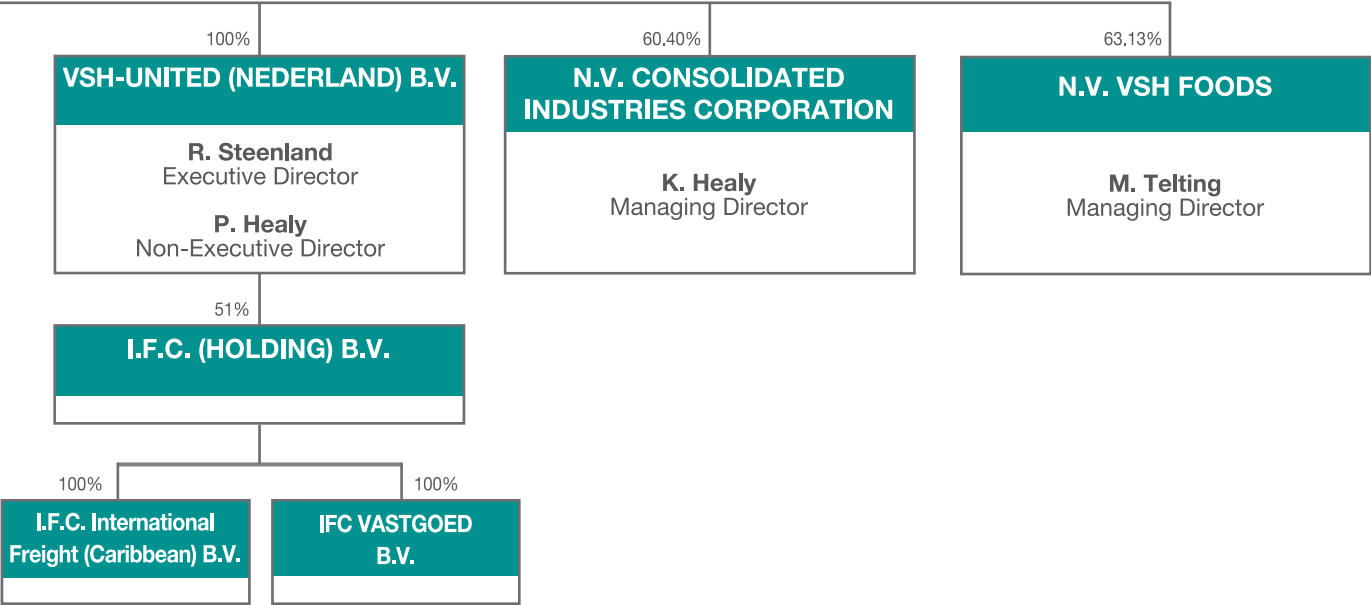 100%
60.40%
63.13%
VSH-UNITED (NEDERLAND) B.V.
R. Steenland
Executive Director
P. Healy
Non-Executive Director
N.V. CONSOLIDATED
INDUSTRIES CORPORATION
K. Healy
Managing Director
N.V. VSH FOODS
M. Telting
Managing Director
51%
I.F.C. (HOLDING) B.V.
100%
100%
I.F.C. International
Freight (Caribbean) B.V.
IFC VASTGOED
B.V.